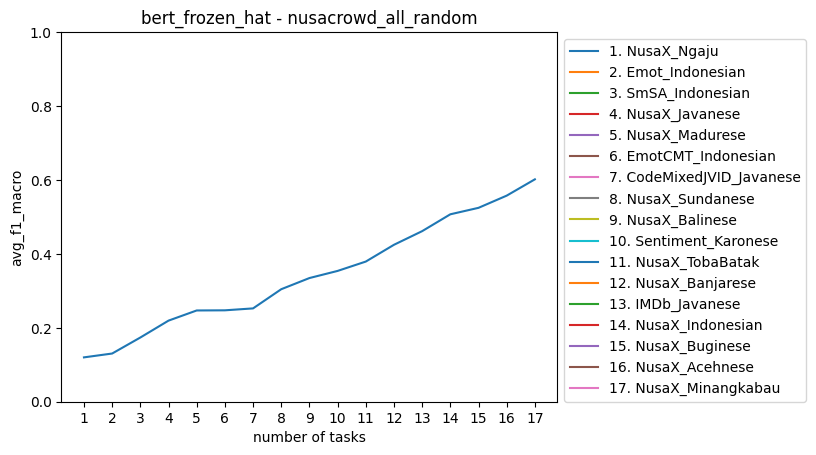 bert_frozen_hat - nusacrowd_all_random
1.0
0.8
0.6
0.4
0.2
0.0
avg_f1_macro
1 2 3 4 5 6 7 8 9 10 11 12 13 14 15 16 17
number of tasks
1. NusaX_Ngaju
2. Emot_Indonesian
3. SmSA_Indonesian
4. NusaX_Javanese
5. NusaX_Madurese
6. EmotCMT_Indonesian
7. CodeMixedJVID_Javanese
8. NusaX_Sundanese
9. NusaX_Balinese
10. Sentiment_Karonese
11. NusaX_TobaBatak
12. NusaX_Banjarese
13. IMDb_Javanese
14. NusaX_Indonesian
15. NusaX_Buginese
16. NusaX_Acehnese
17. NusaX_Minangkabau